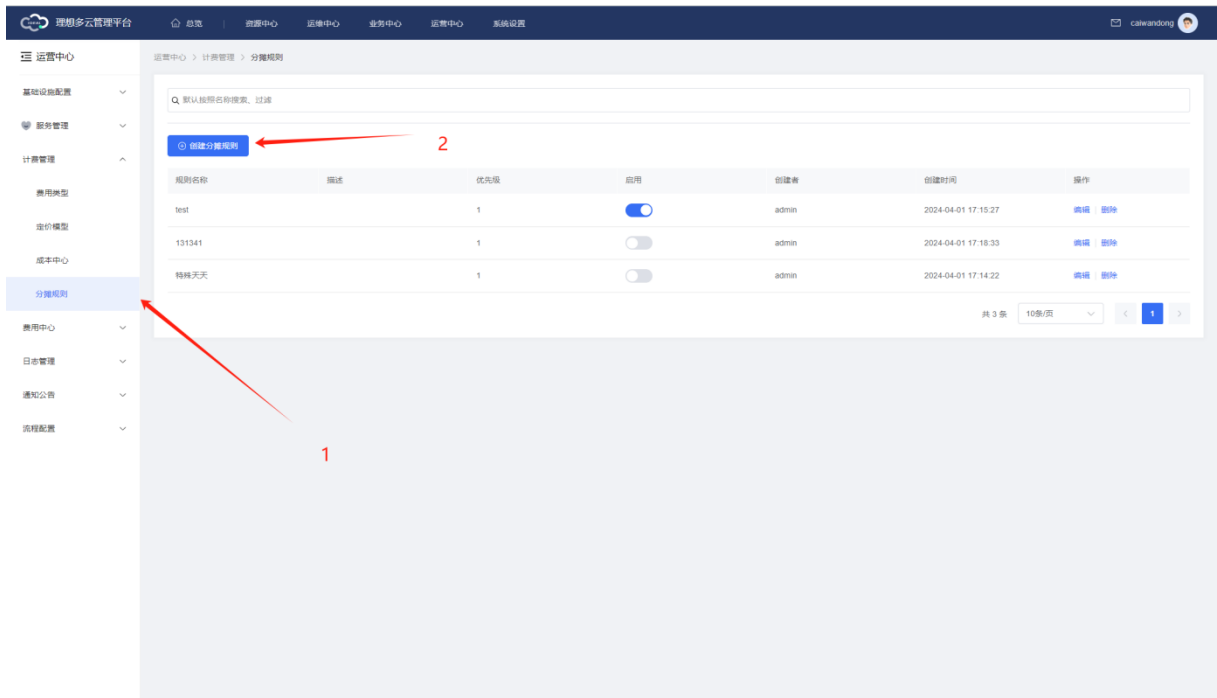 理想多云管理平台 总览 资源中心 运维中心 业务中心 运营中心 系统设置 caiwandong
运营中心
运营中心 > 计费管理 > 分摊规则
基础设施配置
默认按照名称搜索、过滤
服务管理
创建分摊规则
2
计费管理
规则名称 描述 优先级 启用 创建者 创建时间 操作
费用类型
test 1 admin 2024-04-01 17:15:27 编辑 删除
定价模型
131341 1 admin 2024-04-01 17:18:33 编辑 删除
成本中心
特殊天天 1 admin 2024-04-01 17:14:22 编辑 删除
分摊规则
共 3 条 10条/页 < 1 >
费用中心
日志管理
通知公告
流程配置
1